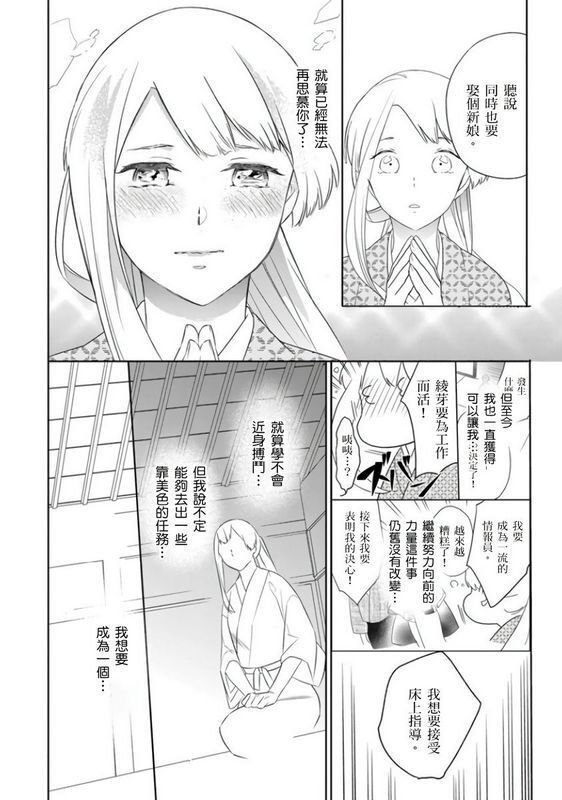 聽說
同時也要
娶個新娘。
就算已經無法
再思慕你了…
發生
什麼
但至今
我也一直獲得
可以讓我…
決定了！
綾芽要為工作
而活！
咦咦
…？
我要
成為一流的
情報員。
越來越
糟糕了！
繼續努力向前的
力量這件事
仍舊沒有改變…
接下來我要
表明我的決心！
我想要接受
床上指導。
就算學不會
近身搏鬥…
但我說不定
能夠去出一些
靠美色的任務…
我想要
成為一個…